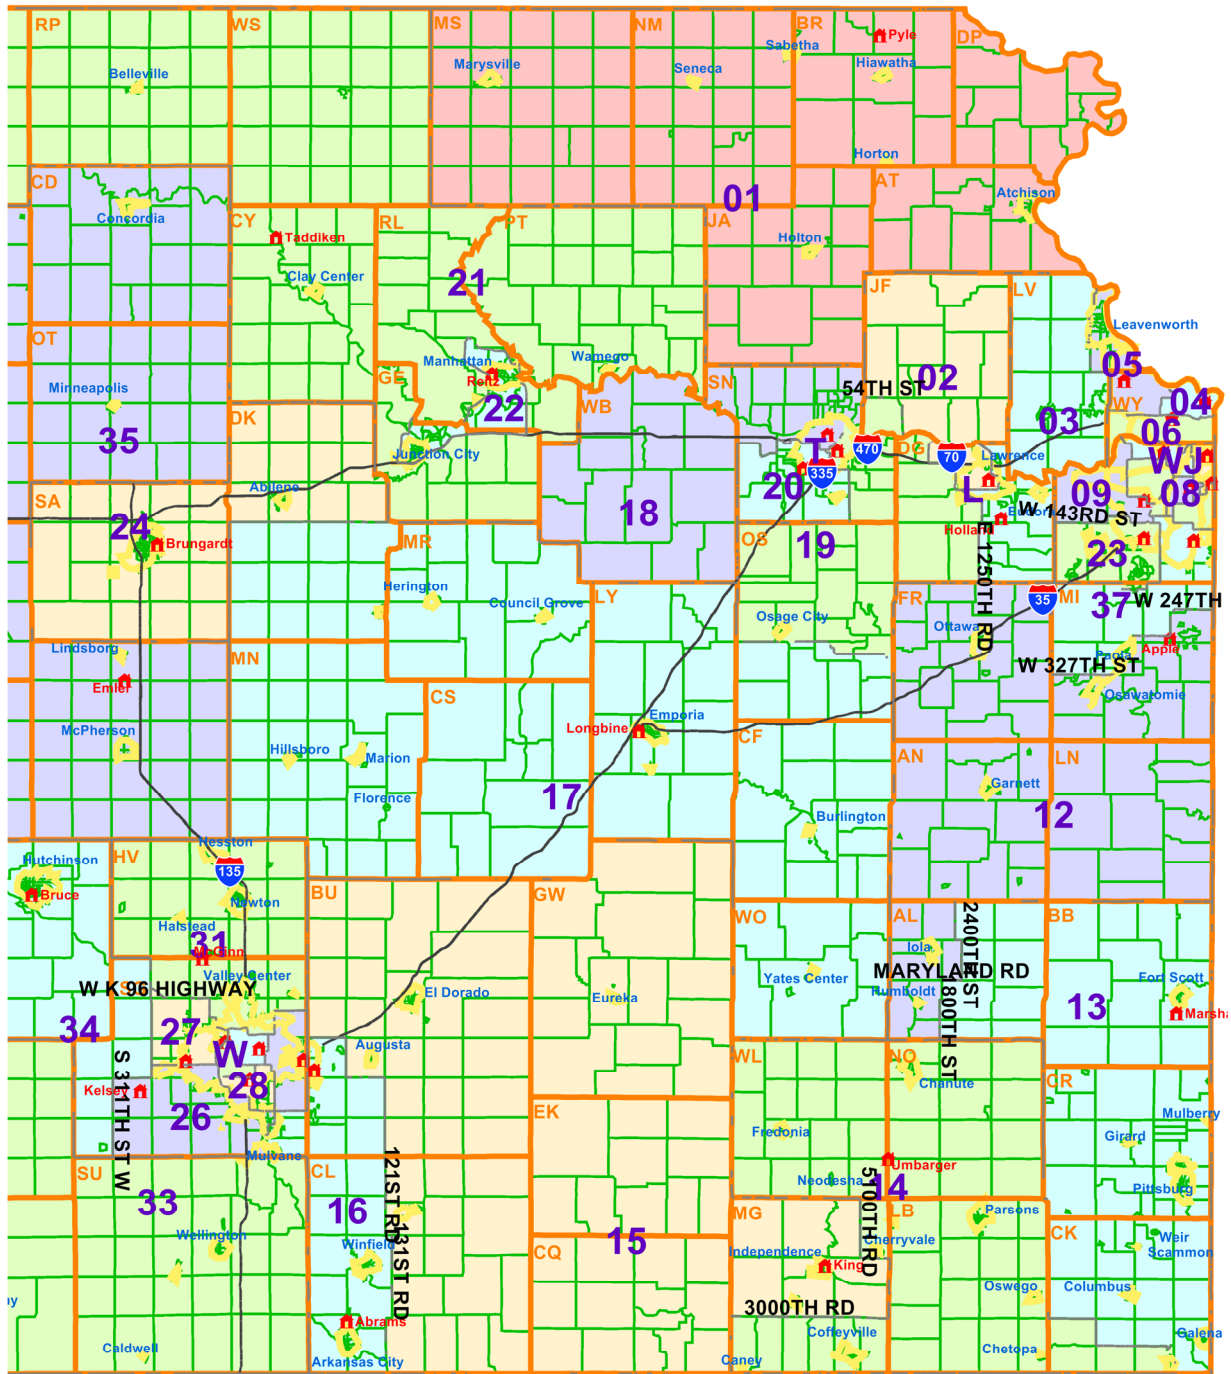 RP
WS
MS
NM
BR
DP
Pyle
Sabetha
Belleville
Marysville
Seneca
Hiawatha
Horton
CD
AT
Concordia
01
Atchison
CY
RL
PT
JA
Taddiken
Holton
Clay Center
21
JF
LV
OT
Leavenworth
Manhattan
Wamego
05
GE
Reitz
SN
54TH ST
02
Minneapolis
22
WB
WY
04
DK
03
06
35
Junction City
T
470
DG
70
Lawrence
WJ
335
Abilene
20
L
09
08
SA
18
Eudora
W 143RD ST
24
Holland
Brungardt
MR
OS
19
23
E 1250TH RD
Herington
Council Grove
LY
FR
35
MI
37
W 247TH
Osage City
Ottawa
Lindsborg
Paola
Apple
MN
W 327TH ST
Emler
CS
Osawatomie
McPherson
Longbine
Emporia
CF
Hillsboro
Marion
AN
LN
Garnett
Florence
17
Burlington
12
Hesston
Hutchinson
HV
135
Bruce
Newton
BU
GW
WO
AL
2400TH ST
BB
Halstead
31
McGinn
Iola
Valley Center
MARYLAND RD
W K 96 HIGHWAY
El Dorado
Eureka
Yates Center
Humboldt
1800TH ST
Fort Scott
13
Marsha
34
27
W
Augusta
WL
NO
S 311TH ST W
28
Chanute
CR
Kelsey
26
EK
Mulberry
Fredonia
Girard
Mulvane
121ST RD
SU
CL
Umbarger
Neodesha
14
Pittsburg
33
16
5100TH RD
MG
LB
Parsons
131ST RD
15
Wellington
Winfield
CQ
Independence
Cherryvale
CK
Weir
Scammon
King
Oswego
Columbus
ay
3000TH RD
Abrams
Coffeyville
Galena
Caldwell
Arkansas City
Caney
Chetopa